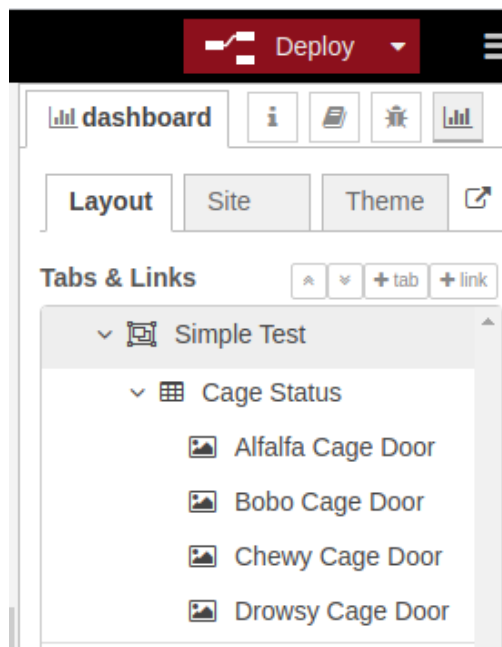 Deploy
dashboard
i
Layout Site Theme
Tabs & Links + tab + link
Simple Test
Cage Status
Alfalfa Cage Door
Bobo Cage Door
Chewy Cage Door
Drowsy Cage Door